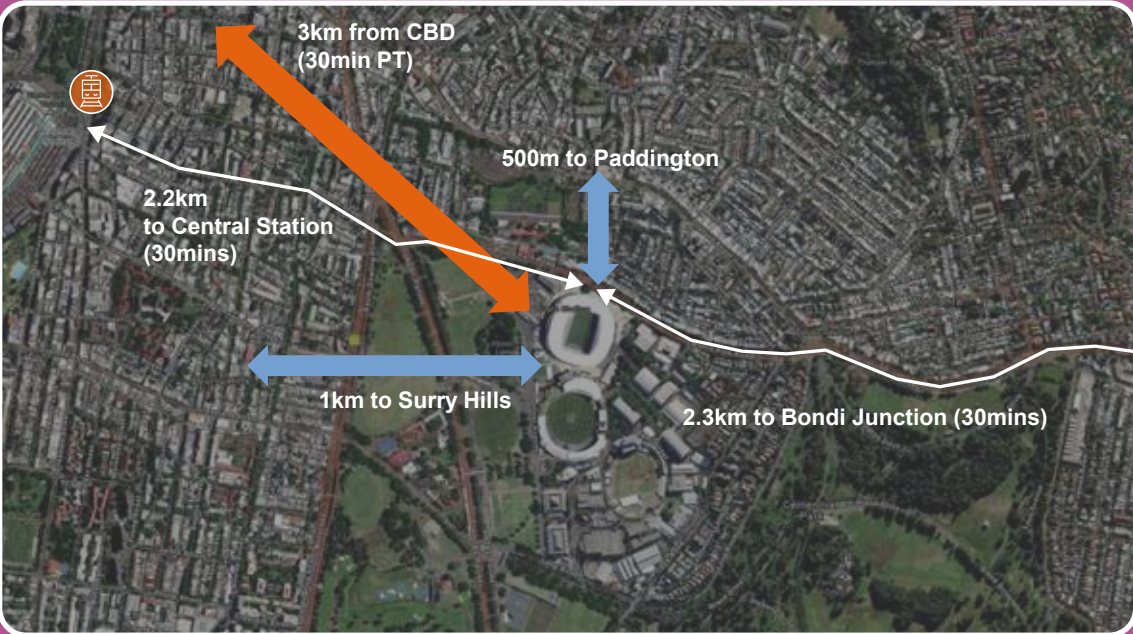 3km from CBD
(30min PT)
500m to Paddington
2.2km
to Central Station
(30mins)
1km to Surry Hills
2.3km to Bondi Junction (30mins)